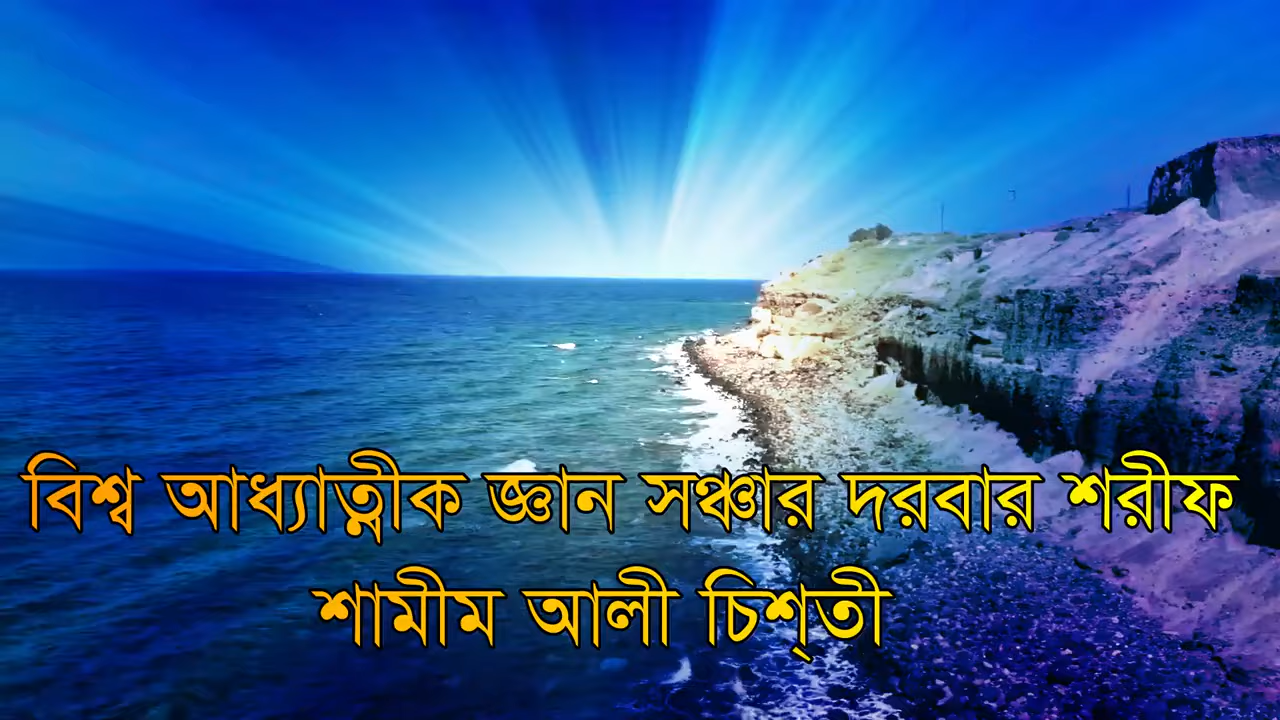 বিশ্ব আধ্যাত্নীক জ্ঞান সঞ্চার দরবার শরীফ
শামীম আলী চিশ্‌তী